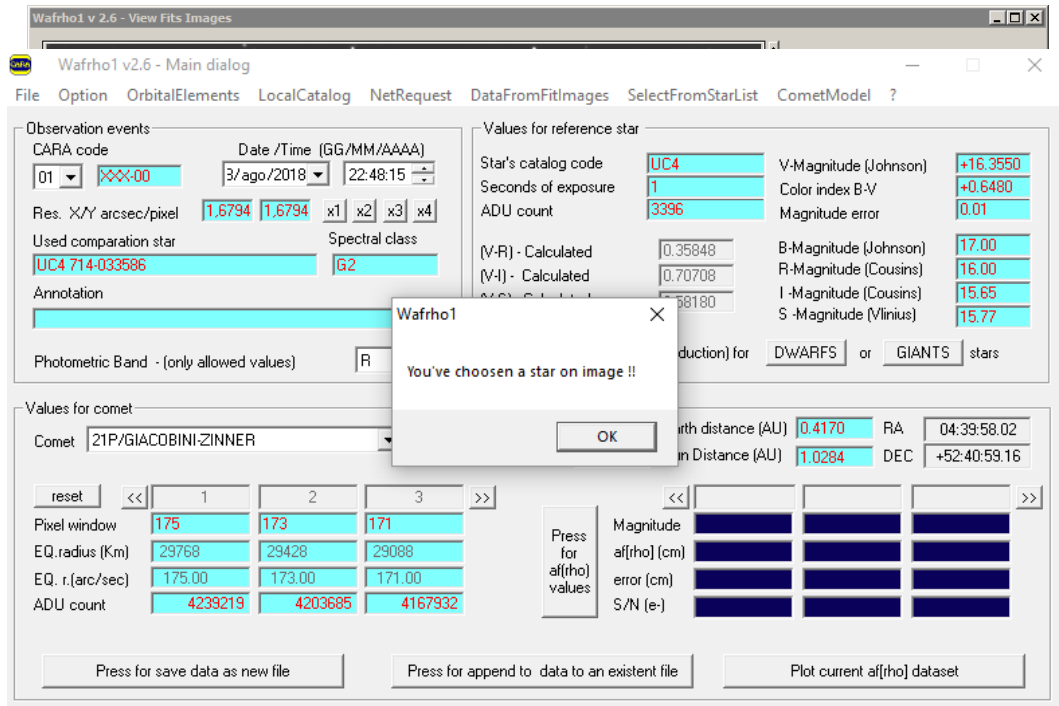 Wafrho1 v 2.6 - View Fits Images
CARA Wafrho1 v2.6 - Main dialog
File Option OrbitalElements LocalCatalog NetRequest DataFromFitImages SelectFromStarList CometModel ?
Observation events
CARA code Date /Time (GG/MM/AAAA)
01 XXX-00 3/ago/2018 22:48:15
Res. X/Y arcsec/pixel 1,6794 1,6794 x1 x2 x3 x4
Used comparation star Spectral class
UC4 714-033586 G2
Annotation
Photometric Band - (only allowed values) R
Values for reference star
Star's catalog code UC4 V-Magnitude (Johnson) +16.3550
Seconds of exposure 1 Color index B-V +0.6480
ADU count 3396 Magnitude error 0.01
(V-R) - Calculated 0.35848 B-Magnitude (Johnson) 17.00
(V-I) - Calculated 0.70708 R-Magnitude (Cousins) 16.00
I -Magnitude (Cousins) 15.65
58180 S -Magnitude (Vlinius) 15.77
duction) for DWARFS or GIANTS stars
Wafrho1
You've choosen a star on image !!
OK
Values for comet
Comet 21P/GIACOBINI-ZINNER
rth distance (AU) 0.4170 RA 04:39:58.02
n Distance (AU) 1.0284 DEC +52:40:59.16
reset << 1 2 3 >> << >>
Pixel window 175 173 171
EQ.radius (Km) 29768 29428 29088
EQ. r.(arc/sec) 175.00 173.00 171.00
ADU count 4239219 4203685 4167932
Press
for
af(rho)
values
Magnitude
af[rho] (cm)
error (cm)
S/N (e-)
Press for save data as new file Press for append to data to an existent file Plot current af[rho] dataset